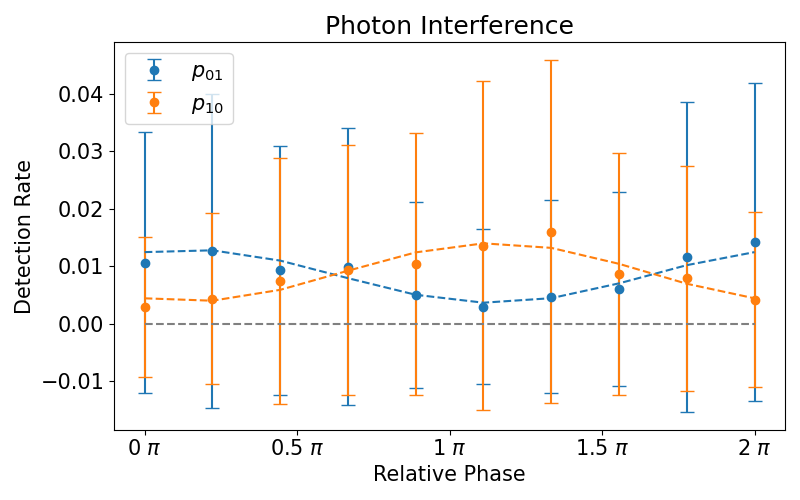 Photon Interference
p₀₁
p₁₀
Detection Rate
0.04
0.03
0.02
0.01
0.00
−0.01
0 π
0.5 π
1 π
1.5 π
2 π
Relative Phase